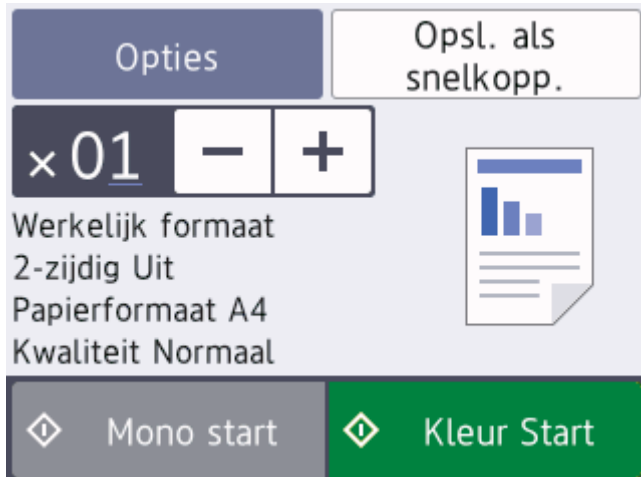 Opties
Opsl. als
snelkopp.
×01
Werkelijk formaat
2-zijdig Uit
Papierformaat A4
Kwaliteit Normaal
Mono start
Kleur Start